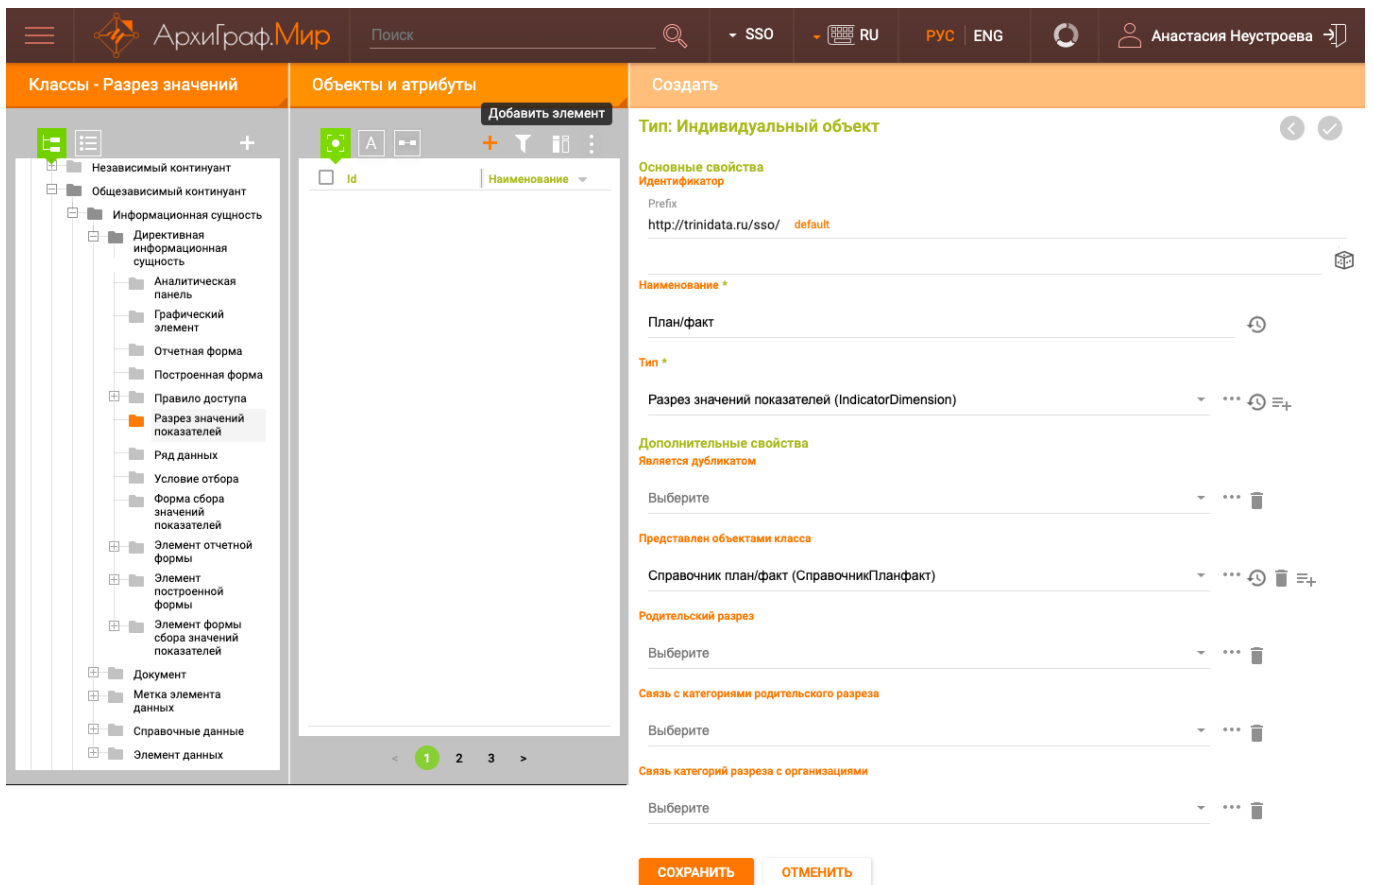 АрхиГраф.Мир
Поиск
SSO
RU
РУС
ENG
Анастасия Неустроева
Классы - Разрез значений
Объекты и атрибуты
Создать
Добавить элемент
Независимый континуант
Общезависимый континуант
Информационная сущность
Директивная
информационная
сущность
Аналитическая
панель
Графический
элемент
Отчетная форма
Построенная форма
Правило доступа
Разрез значений
показателей
Ряд данных
Условие отбора
Форма сбора
значений
показателей
Элемент отчетной
формы
Элемент
построенной
формы
Элемент формы
сбора значений
показателей
Документ
Метка элемента
данных
Справочные данные
Элемент данных
A
Id
Наименование
< 1 2 3 >
Тип: Индивидуальный объект
Основные свойства
Идентификатор
Prefix
http://trinidata.ru/sso/ default
Наименование *
План/факт
Тип *
Разрез значений показателей (IndicatorDimension)
Дополнительные свойства
Является дубликатом
Выберите
Представлен объектами класса
Справочник план/факт (СправочникПланфакт)
Родительский разрез
Выберите
Связь с категориями родительского разреза
Выберите
Связь категорий разреза с организациями
Выберите
СОХРАНИТЬ
ОТМЕНИТЬ